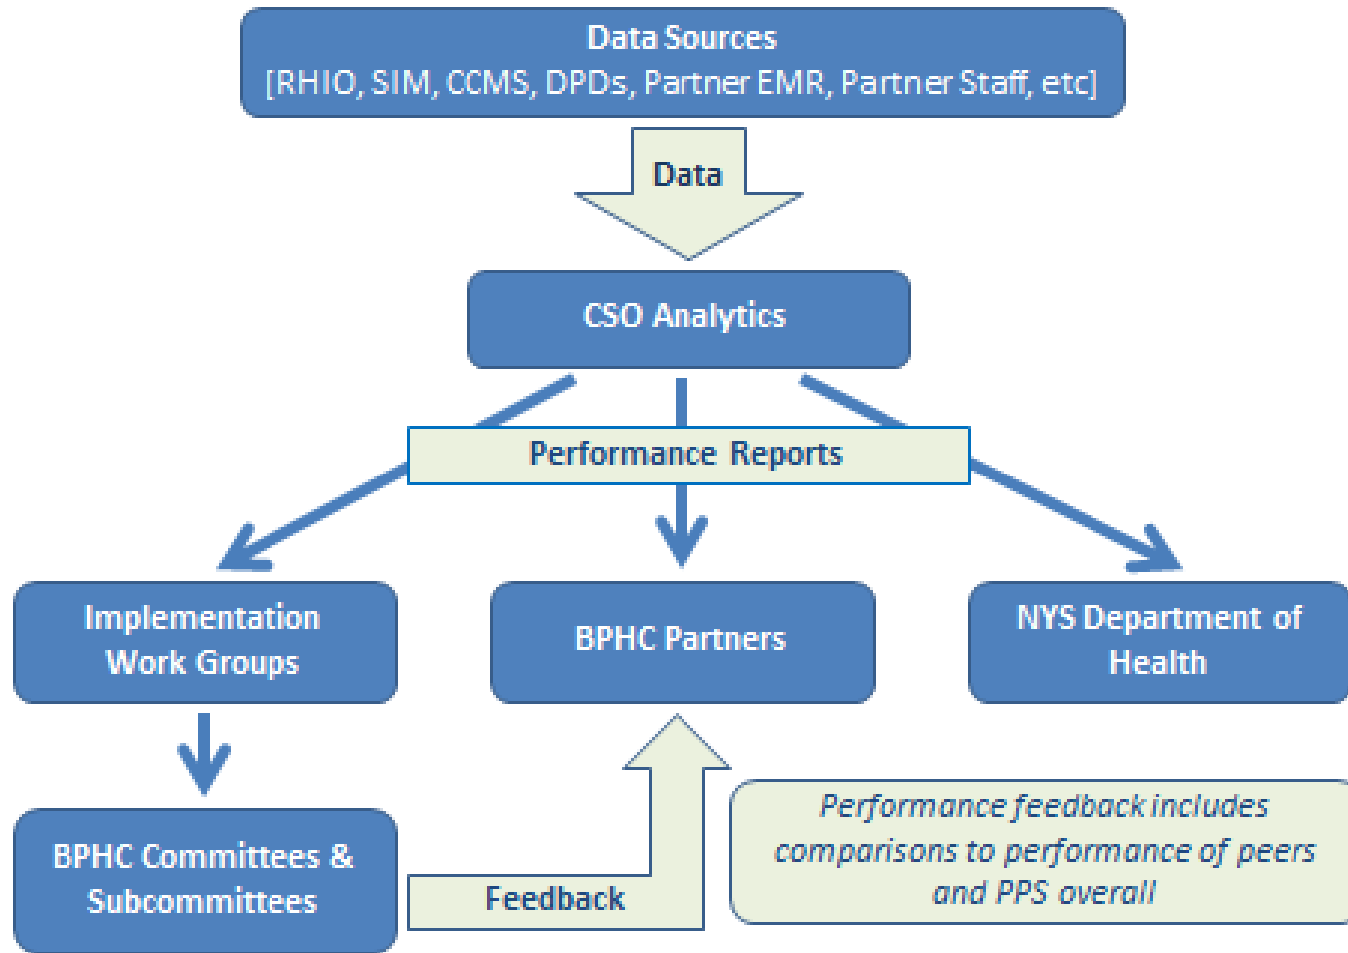 Data Sources
[RHIO, SIM, CCMS, DPDs, Partner EMR, Partner Staff, etc]
Data
CSO Analytics
Performance Reports
Implementation
Work Groups
BPHC Partners
NYS Department of
Health
BPHC Committees &
Subcommittees
Feedback
Performance feedback includes
comparisons to performance of peers
and PPS overall